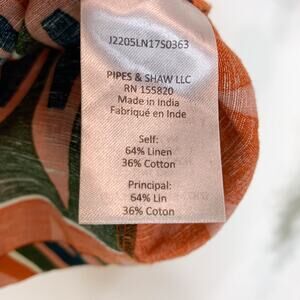 J2205LN17S0363
PIPES & SHAW LLC
RN 155820
Made in India
Fabriqué en Inde
Self:
64% Linen
36% Cotton
Principal:
64% Lin
36% Coton